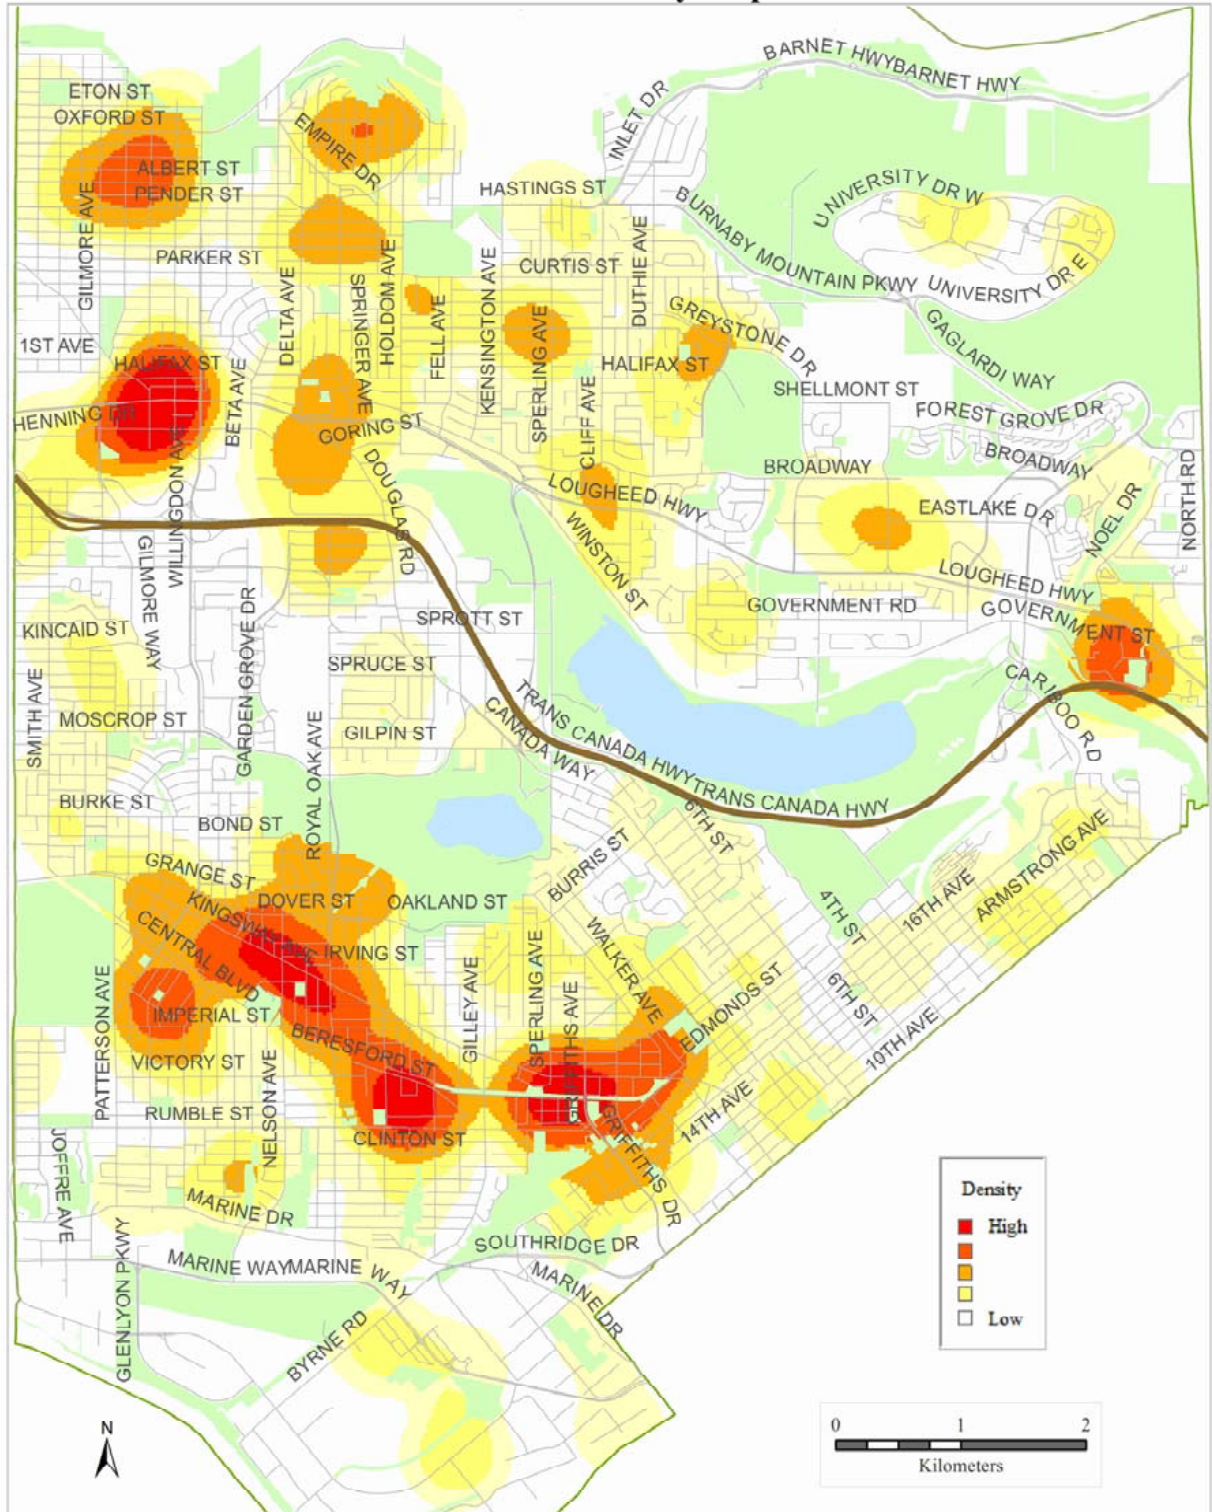 BARNET HWYBARNET HWY
ETON ST
OXFORD ST
EMPIRE DR
INLET DR
ALBERT ST
PENDER ST
HASTINGS ST
UNIVERSITY DR W
GILMORE AVE
BURNABY MOUNTAIN PKWY
UNIVERSITY DR E
PARKER ST
CURTIS ST
DUTHIE AVE
DELTA AVE
SPRINGER AVE
HOLDOM AVE
FELL AVE
KENSINGTON AVE
SPERLING AVE
GREYSTONE DR
GAGLARDI WAY
1ST AVE
HALIFAX ST
HALIFAX ST
SHELLMONT ST
FOREST GROVE DR
BETA AVE
CLIFF AVE
HENNING DR
GORING ST
BROADWAY
BROADWAY
WILLINGDON AVE
DOUGLAS RD
LOUGHEED HWY
EASTLAKE DR
NOEL DR
NORTH RD
WINSTON ST
GILMORE WAY
LOUGHEED HWY
GOVERNMENT RD
GOVERNMENT ST
KINCAID ST
SPROTT ST
GARDEN GROVE DR
SPRUCE ST
SMITH AVE
MOSCROP ST
GILPIN ST
CARIBOO RD
TRANS CANADA HWYTRANS CANADA HWY
CANADA WAY
ROYAL OAK AVE
BURKE ST
BOND ST
6TH ST
BURRIS ST
ARMSTRONG AVE
16TH AVE
GRANGE ST
DOVER ST
OAKLAND ST
4TH ST
KINGSWAY AVE
IRVING ST
CENTRAL BLVD
WALKER AVE
SPERLING AVE
GILLEY AVE
EDMONDS ST
6TH ST
PATTERSON AVE
IMPERIAL ST
GRIFFITHS AVE
10TH AVE
BERESFORD ST
VICTORY ST
NELSON AVE
RUMBLE ST
14TH AVE
CLINTON ST
GRIFFITHS DR
JOFFRE AVE
MARINE DR
SOUTHRIDGE DR
MARINE WAYMARINE WAY
GLENLYON PKWY
MARINE DR
BYRNE RD
Density
High
Low
N
0 1 2
Kilometers